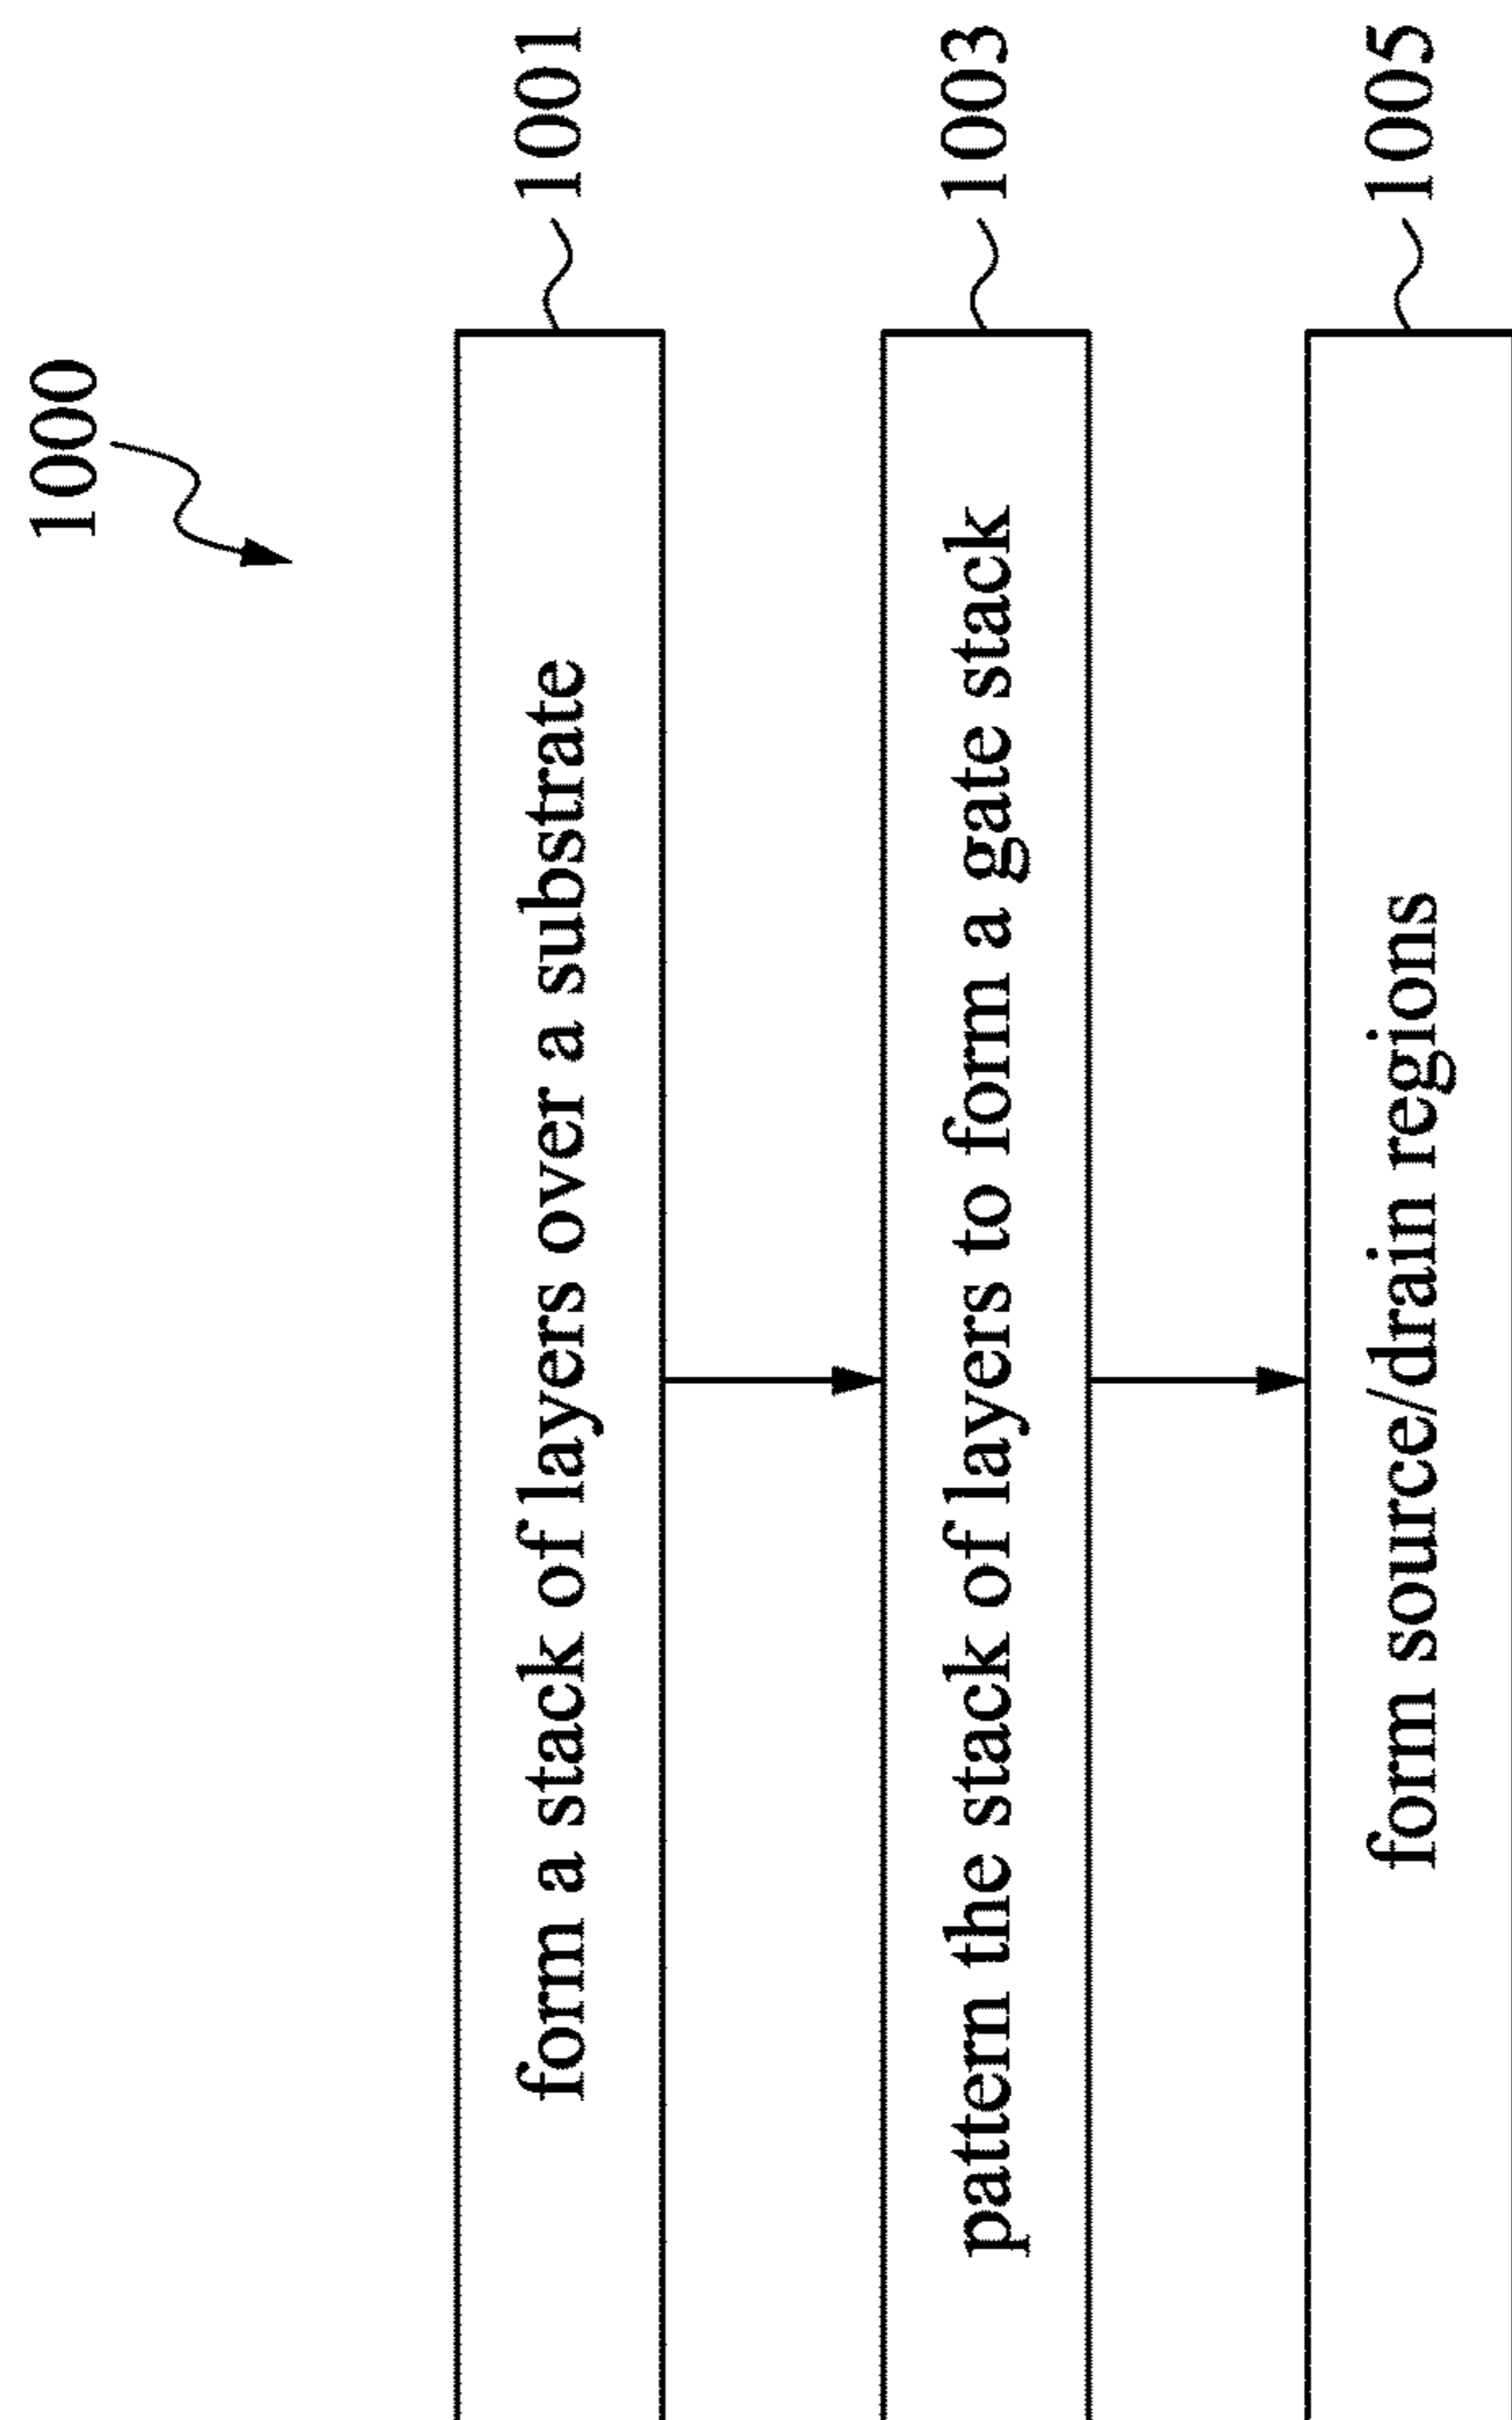 1000
form a stack of layers over a substrate
1001
pattern the stack of layers to form a gate stack
1003
form source/drain regions
1005